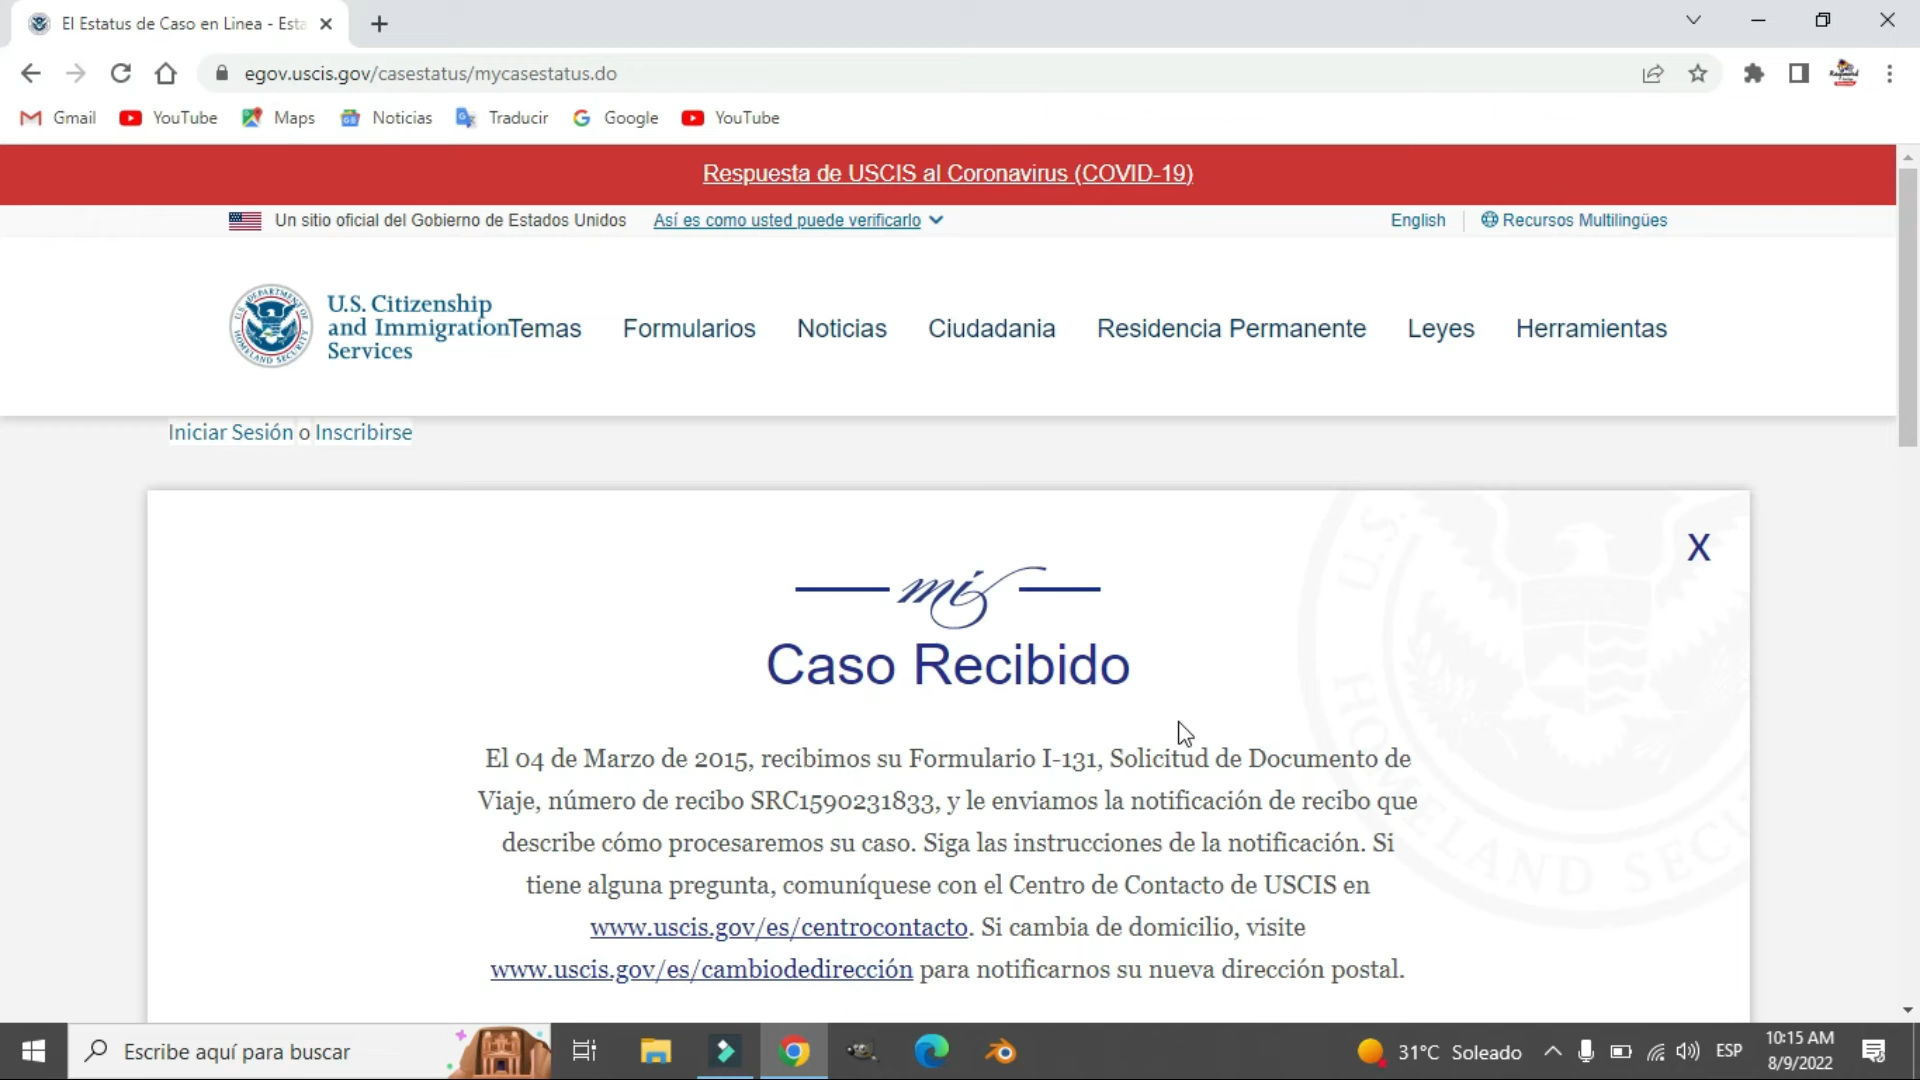 El Estatus de Caso en Linea - Esta
egov.uscis.gov/casestatus/mycasestatus.do
Gmail YouTube Maps Noticias Traducir Google YouTube
Respuesta de USCIS al Coronavirus (COVID-19)
Un sitio oficial del Gobierno de Estados Unidos Así es como usted puede verificarlo English Recursos Multilingües
U.S. Citizenship
and Immigration
Services
Temas Formularios Noticias Ciudadania Residencia Permanente Leyes Herramientas
Iniciar Sesión o Inscribirse
X
mi
Caso Recibido
El 04 de Marzo de 2015, recibimos su Formulario I-131, Solicitud de Documento de
Viaje, número de recibo SRC1590231833, y le enviamos la notificación de recibo que
describe cómo procesaremos su caso. Siga las instrucciones de la notificación. Si
tiene alguna pregunta, comuníquese con el Centro de Contacto de USCIS en
www.uscis.gov/es/centrocontacto. Si cambia de domicilio, visite
www.uscis.gov/es/cambiodedirección para notificarnos su nueva dirección postal.
Escribe aquí para buscar
31°C Soleado
ESP
10:15 AM
8/9/2022